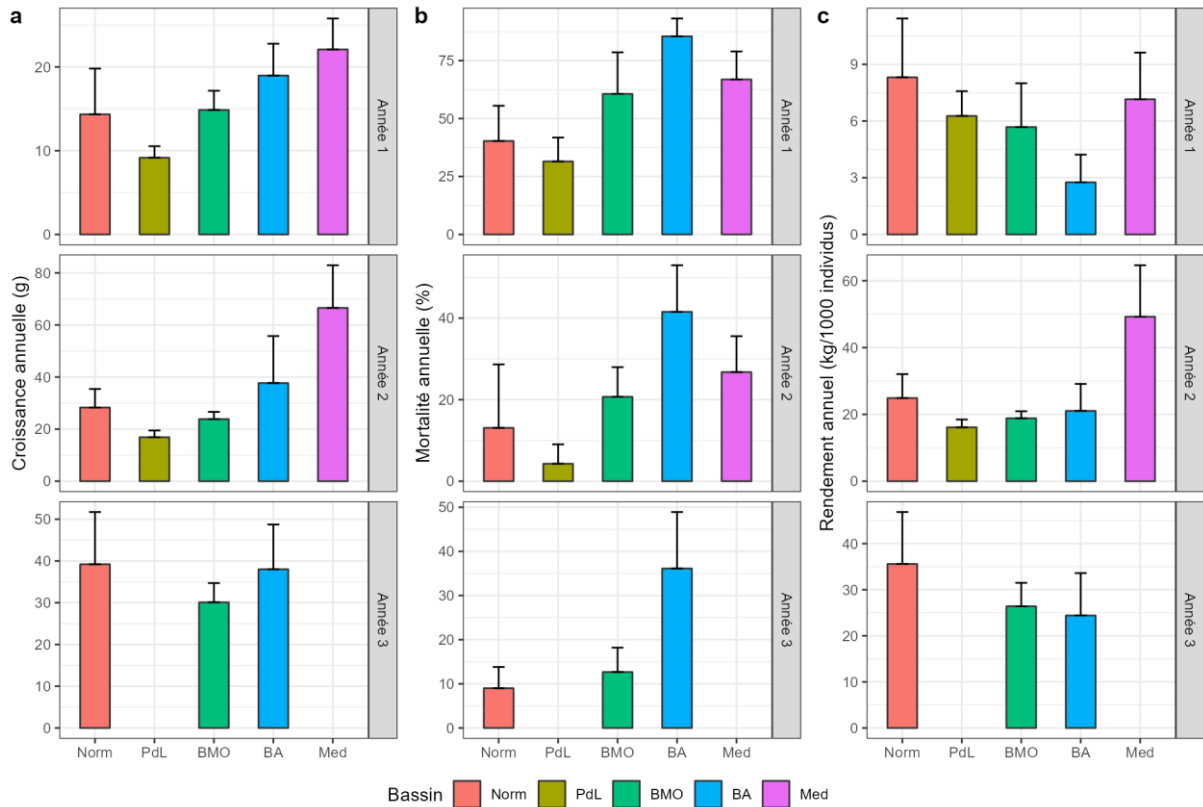 a
Croissance annuelle (g)
20
10
0
Année 1
80
60
40
20
0
Année 2
50
40
30
20
10
0
Année 3
Norm PdL BMO BA Med
b
Mortalité annuelle (%)
75
50
25
0
Année 1
40
20
0
Année 2
50
40
30
20
10
0
Année 3
Norm PdL BMO BA Med
c
Rendement annuel (kg/1000 individus)
9
6
3
0
Année 1
60
40
20
0
Année 2
40
30
20
10
0
Année 3
Norm PdL BMO BA Med
Bassin Norm PdL BMO BA Med